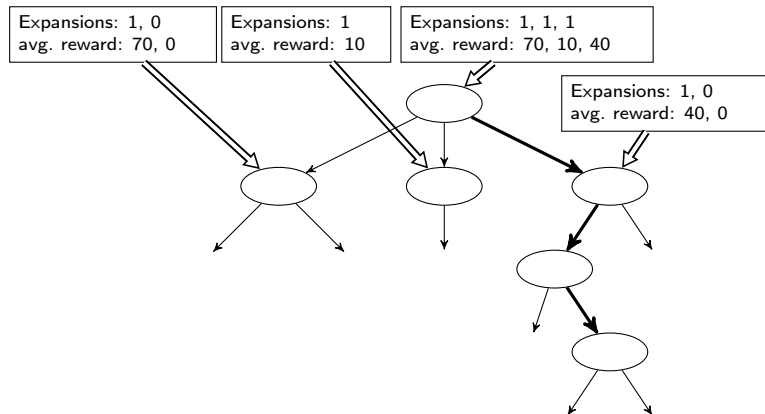 Expansions: 1, 0
avg. reward: 70, 0
Expansions: 1
avg. reward: 10
Expansions: 1, 1, 1
avg. reward: 70, 10, 40
Expansions: 1, 0
avg. reward: 40, 0